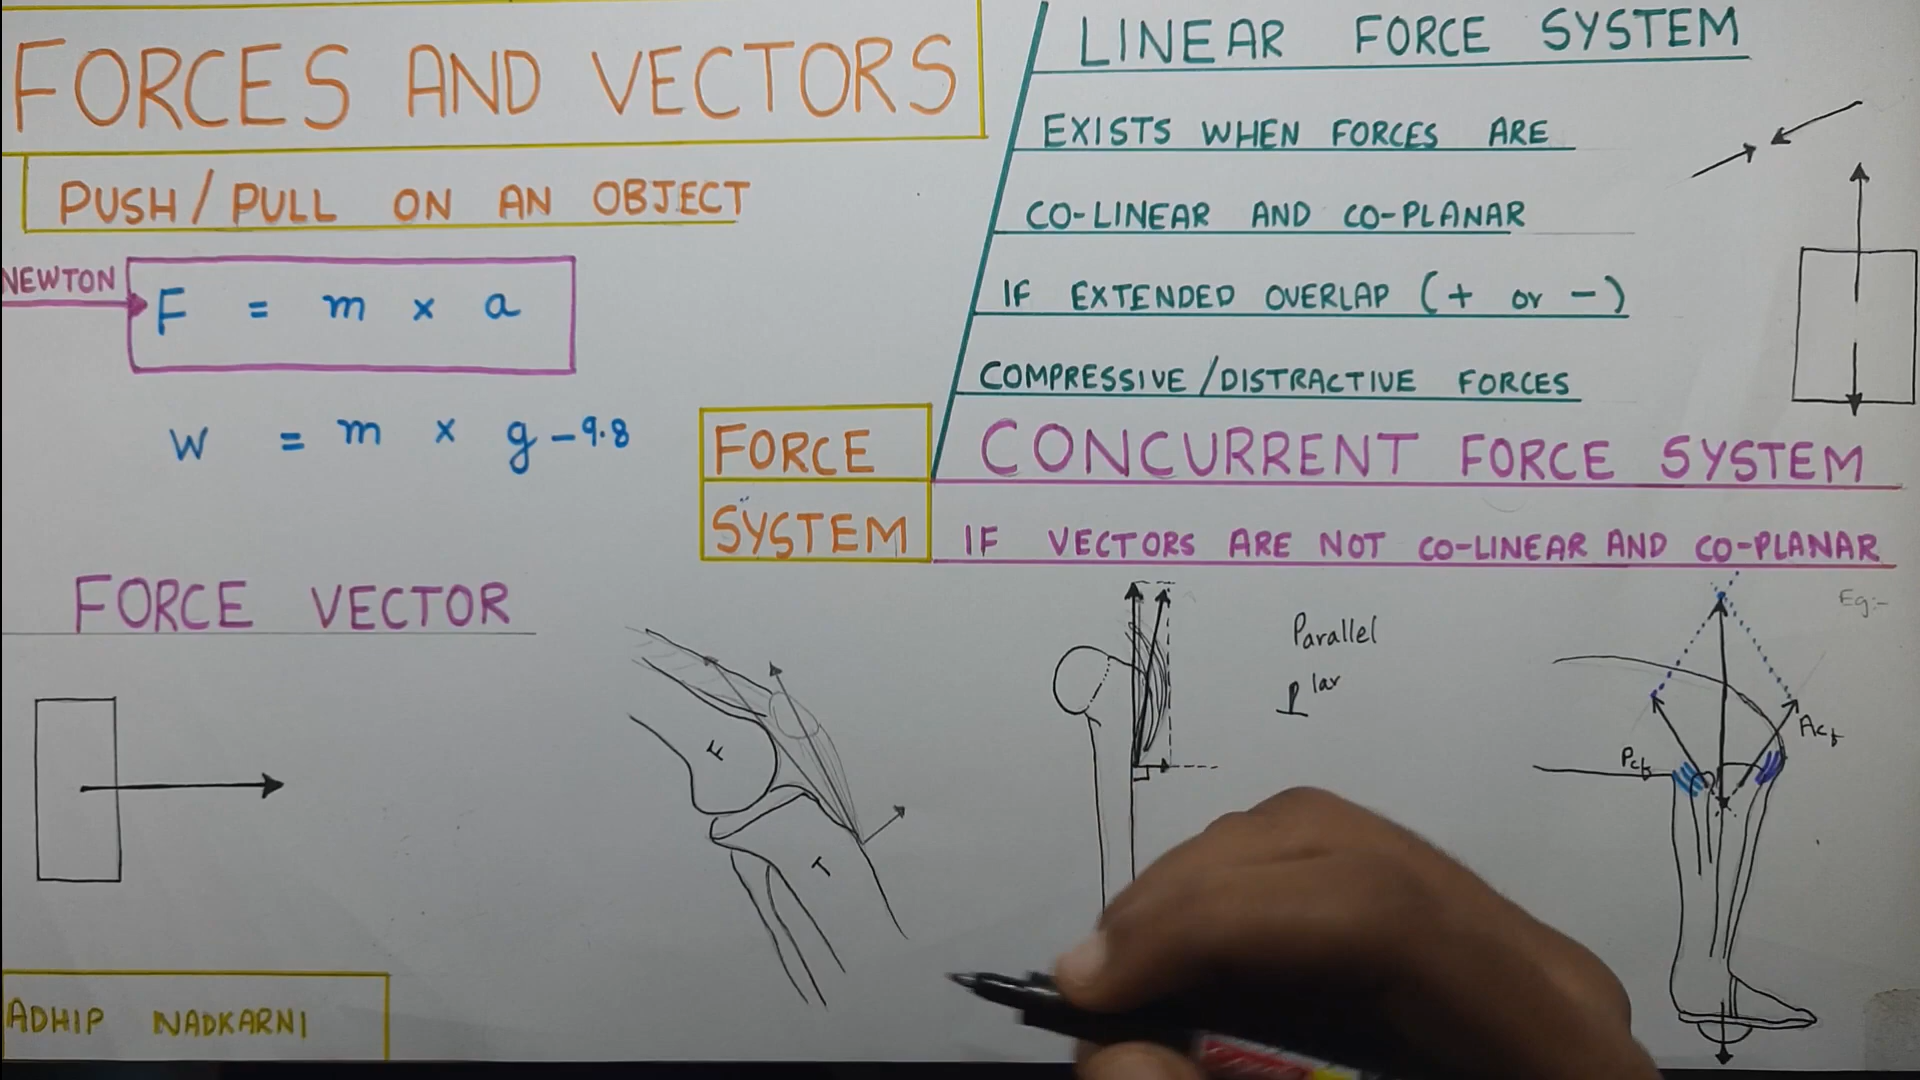 FORCES AND VECTORS
PUSH/PULL ON AN OBJECT
NEWTON
F = m x a
W = m x g - 9.8
FORCE VECTOR
ADHIP NADKARNI
FORCE
SYSTEM
LINEAR FORCE SYSTEM
EXISTS WHEN FORCES ARE
CO-LINEAR AND CO-PLANAR
IF EXTENDED OVERLAP (+ or -)
COMPRESSIVE/DISTRACTIVE FORCES
CONCURRENT FORCE SYSTEM
IF VECTORS ARE NOT CO-LINEAR AND CO-PLANAR
F
T
Parallel
⊥lar
Eg:-
Pcf
Acf